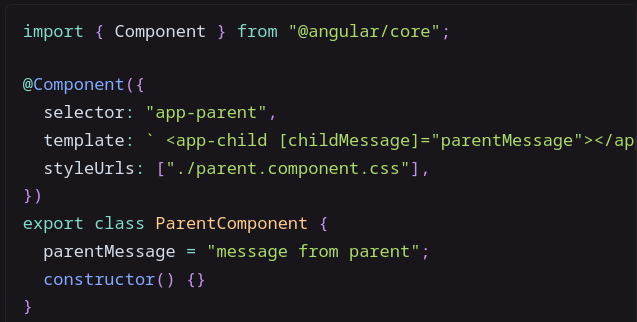 import { Component } from "@angular/core";
@Component({
selector: "app-parent",
template: ` <app-child [childMessage]="parentMessage"></ap
styleUrls: ["./parent.component.css"],
})
export class ParentComponent {
parentMessage = "message from parent";
constructor() {}
}